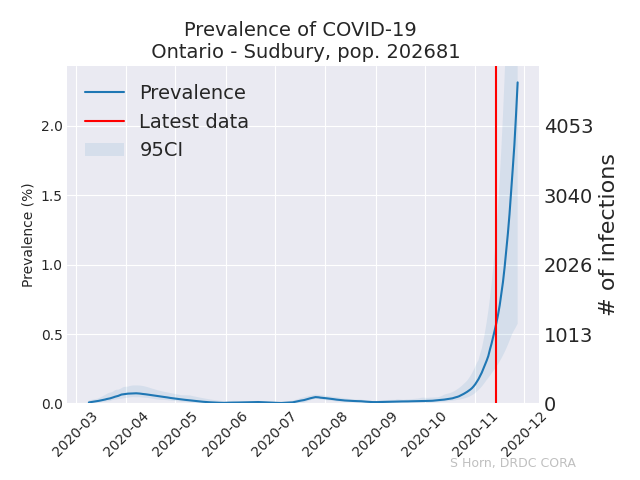 Prevalence of COVID-19
Ontario - Sudbury, pop. 202681
Prevalence
Latest data
95CI
Prevalence (%)
2.0
1.5
1.0
0.5
0.0
4053
3040
2026
1013
0
# of infections
2020-03
2020-04
2020-05
2020-06
2020-07
2020-08
2020-09
2020-10
2020-11
2020-12
S Horn, DRDC CORA